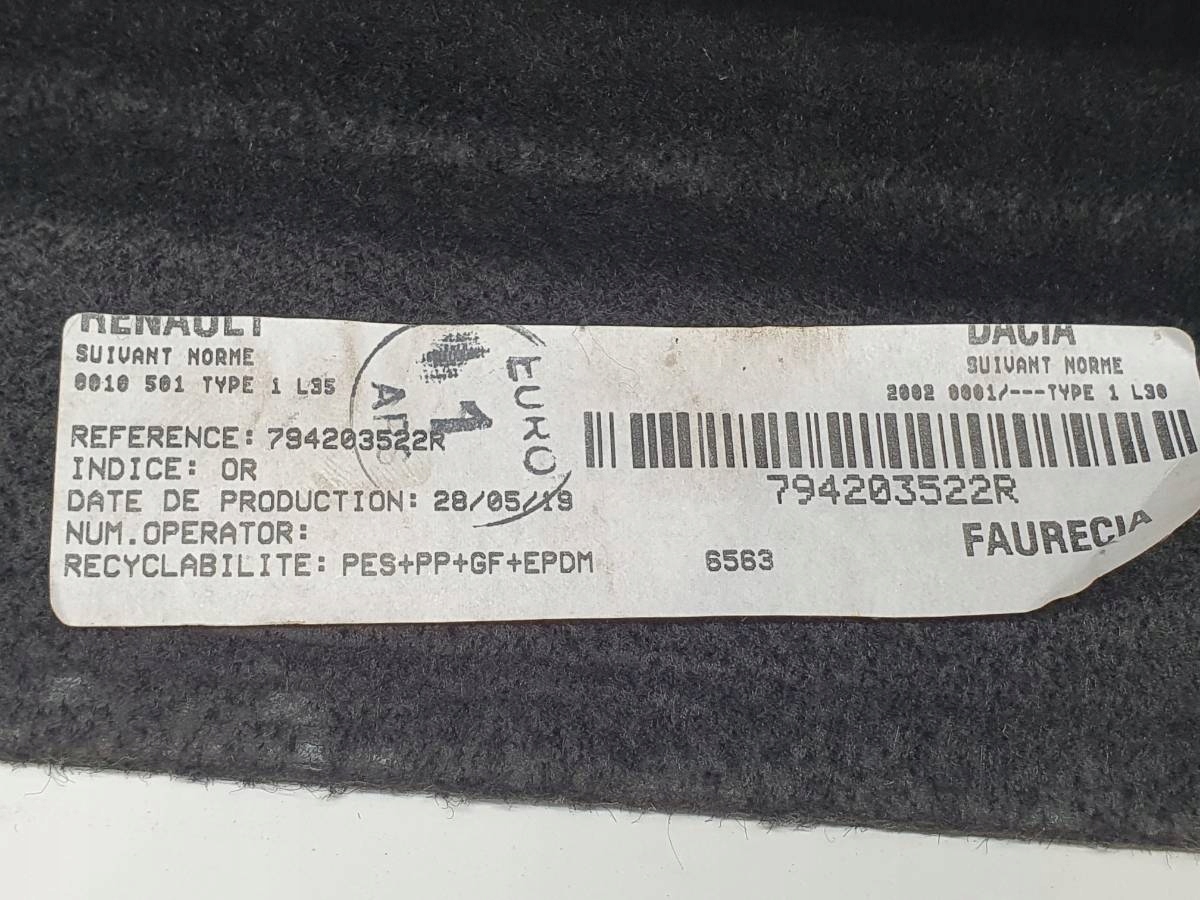 RENAULT
SUIVANT NORME
0010 501 TYPE 1 L35
REFERENCE: 794203522R
INDICE: OR
DATE DE PRODUCTION: 28/05/19
NUM.OPERATOR:
RECYCLABILITE: PES+PP+GF+EPDM
EURO
1
DACIA
SUIVANT NORME
2002 0001/---TYPE 1 L30
794203522R
FAURECIA
6563